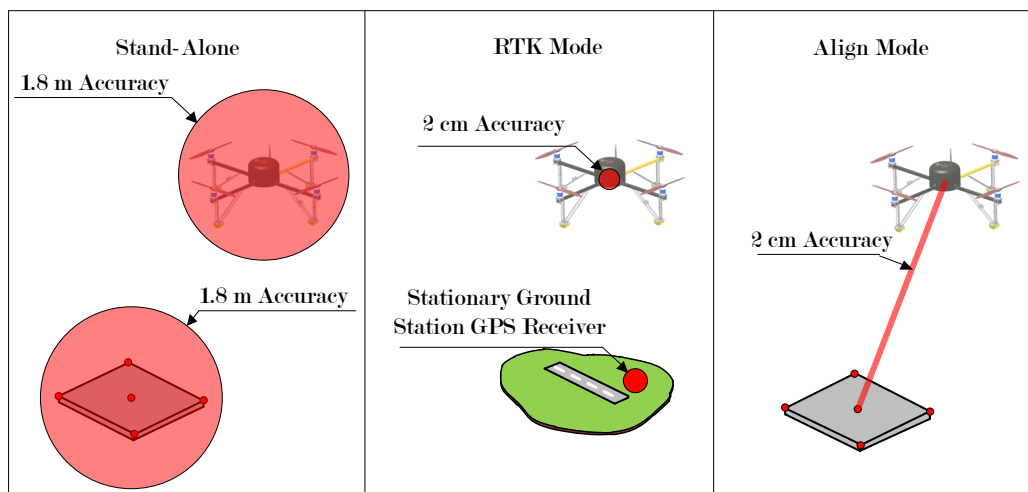 Stand-Alone
1.8 m Accuracy
1.8 m Accuracy
RTK Mode
2 cm Accuracy
Stationary Ground
Station GPS Receiver
Align Mode
2 cm Accuracy